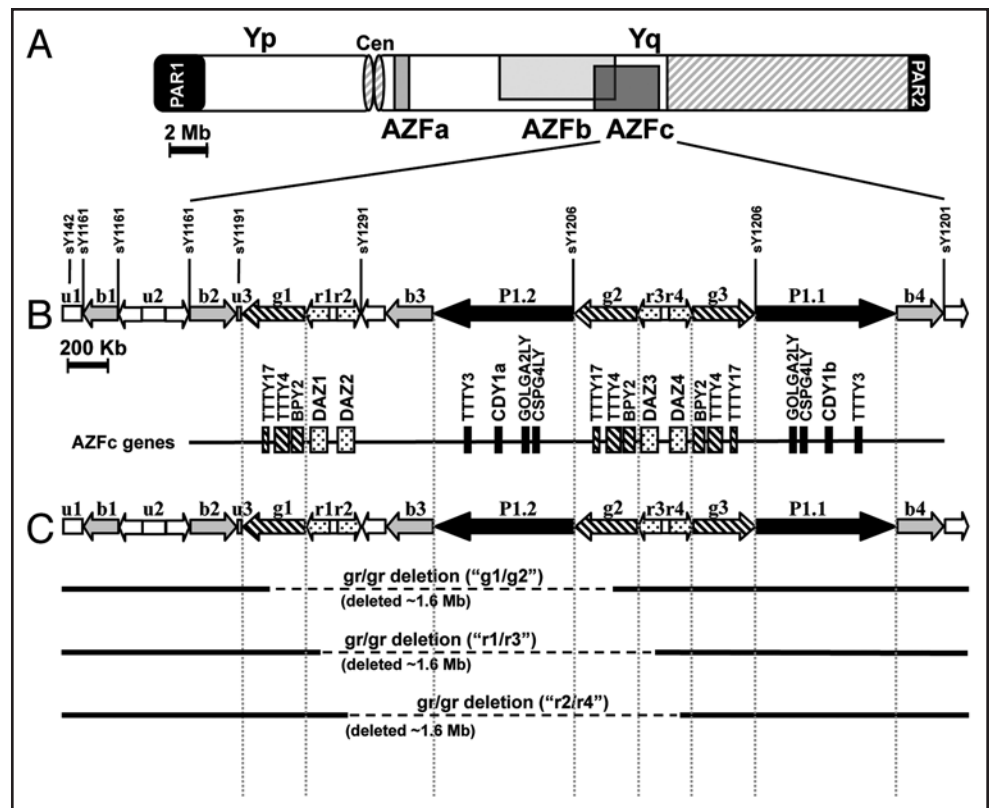 A
Yp
Cen
Yq
PAR1
PAR2
2 Mb
AZFa
AZFb
AZFc
sY142
sY1161
sY1161
sY1161
sY1191
sY1291
sY1206
sY1206
sY1201
B
u1
b1
u2
b2
u3
g1
r1
r2
b3
P1.2
g2
r3
r4
g3
P1.1
b4
200 Kb
AZFc genes
TTTY17
TTTY4
BPY2
DAZ1
DAZ2
TTTY3
CDY1a
GOLGA2LY
CSPG4LY
TTTY17
TTTY4
BPY2
DAZ3
DAZ4
BPY2
TTTY4
TTTY17
GOLGA2LY
CSPG4LY
CDY1b
TTTY3
C
u1
b1
u2
b2
u3
g1
r1
r2
b3
P1.2
g2
r3
r4
g3
P1.1
b4
gr/gr deletion ("g1/g2")
(deleted ~1.6 Mb)
gr/gr deletion ("r1/r3")
(deleted ~1.6 Mb)
gr/gr deletion ("r2/r4")
(deleted ~1.6 Mb)